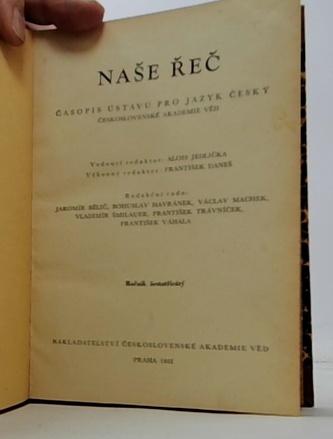 NAŠE ŘEČ
ČASOPIS ÚSTAVU PRO JAZYK ČESKÝ
ČESKOSLOVENSKÉ AKADEMIE VĚD
Vedoucí redaktor: ALOIS JEDLIČKA
Výkonný redaktor: FRANTIŠEK DANEŠ
Redakční rada:
JAROMÍR BĚLIČ, BOHUSLAV HAVRÁNEK, VÁCLAV MACHEK,
VLADIMÍR ŠMILAUER, FRANTIŠEK TRÁVNÍČEK,
FRANTIŠEK VÁHALA
Ročník
NAKLADATELSTVÍ ČESKOSLOVENSKÉ AKADEMIE VĚD
PRAHA